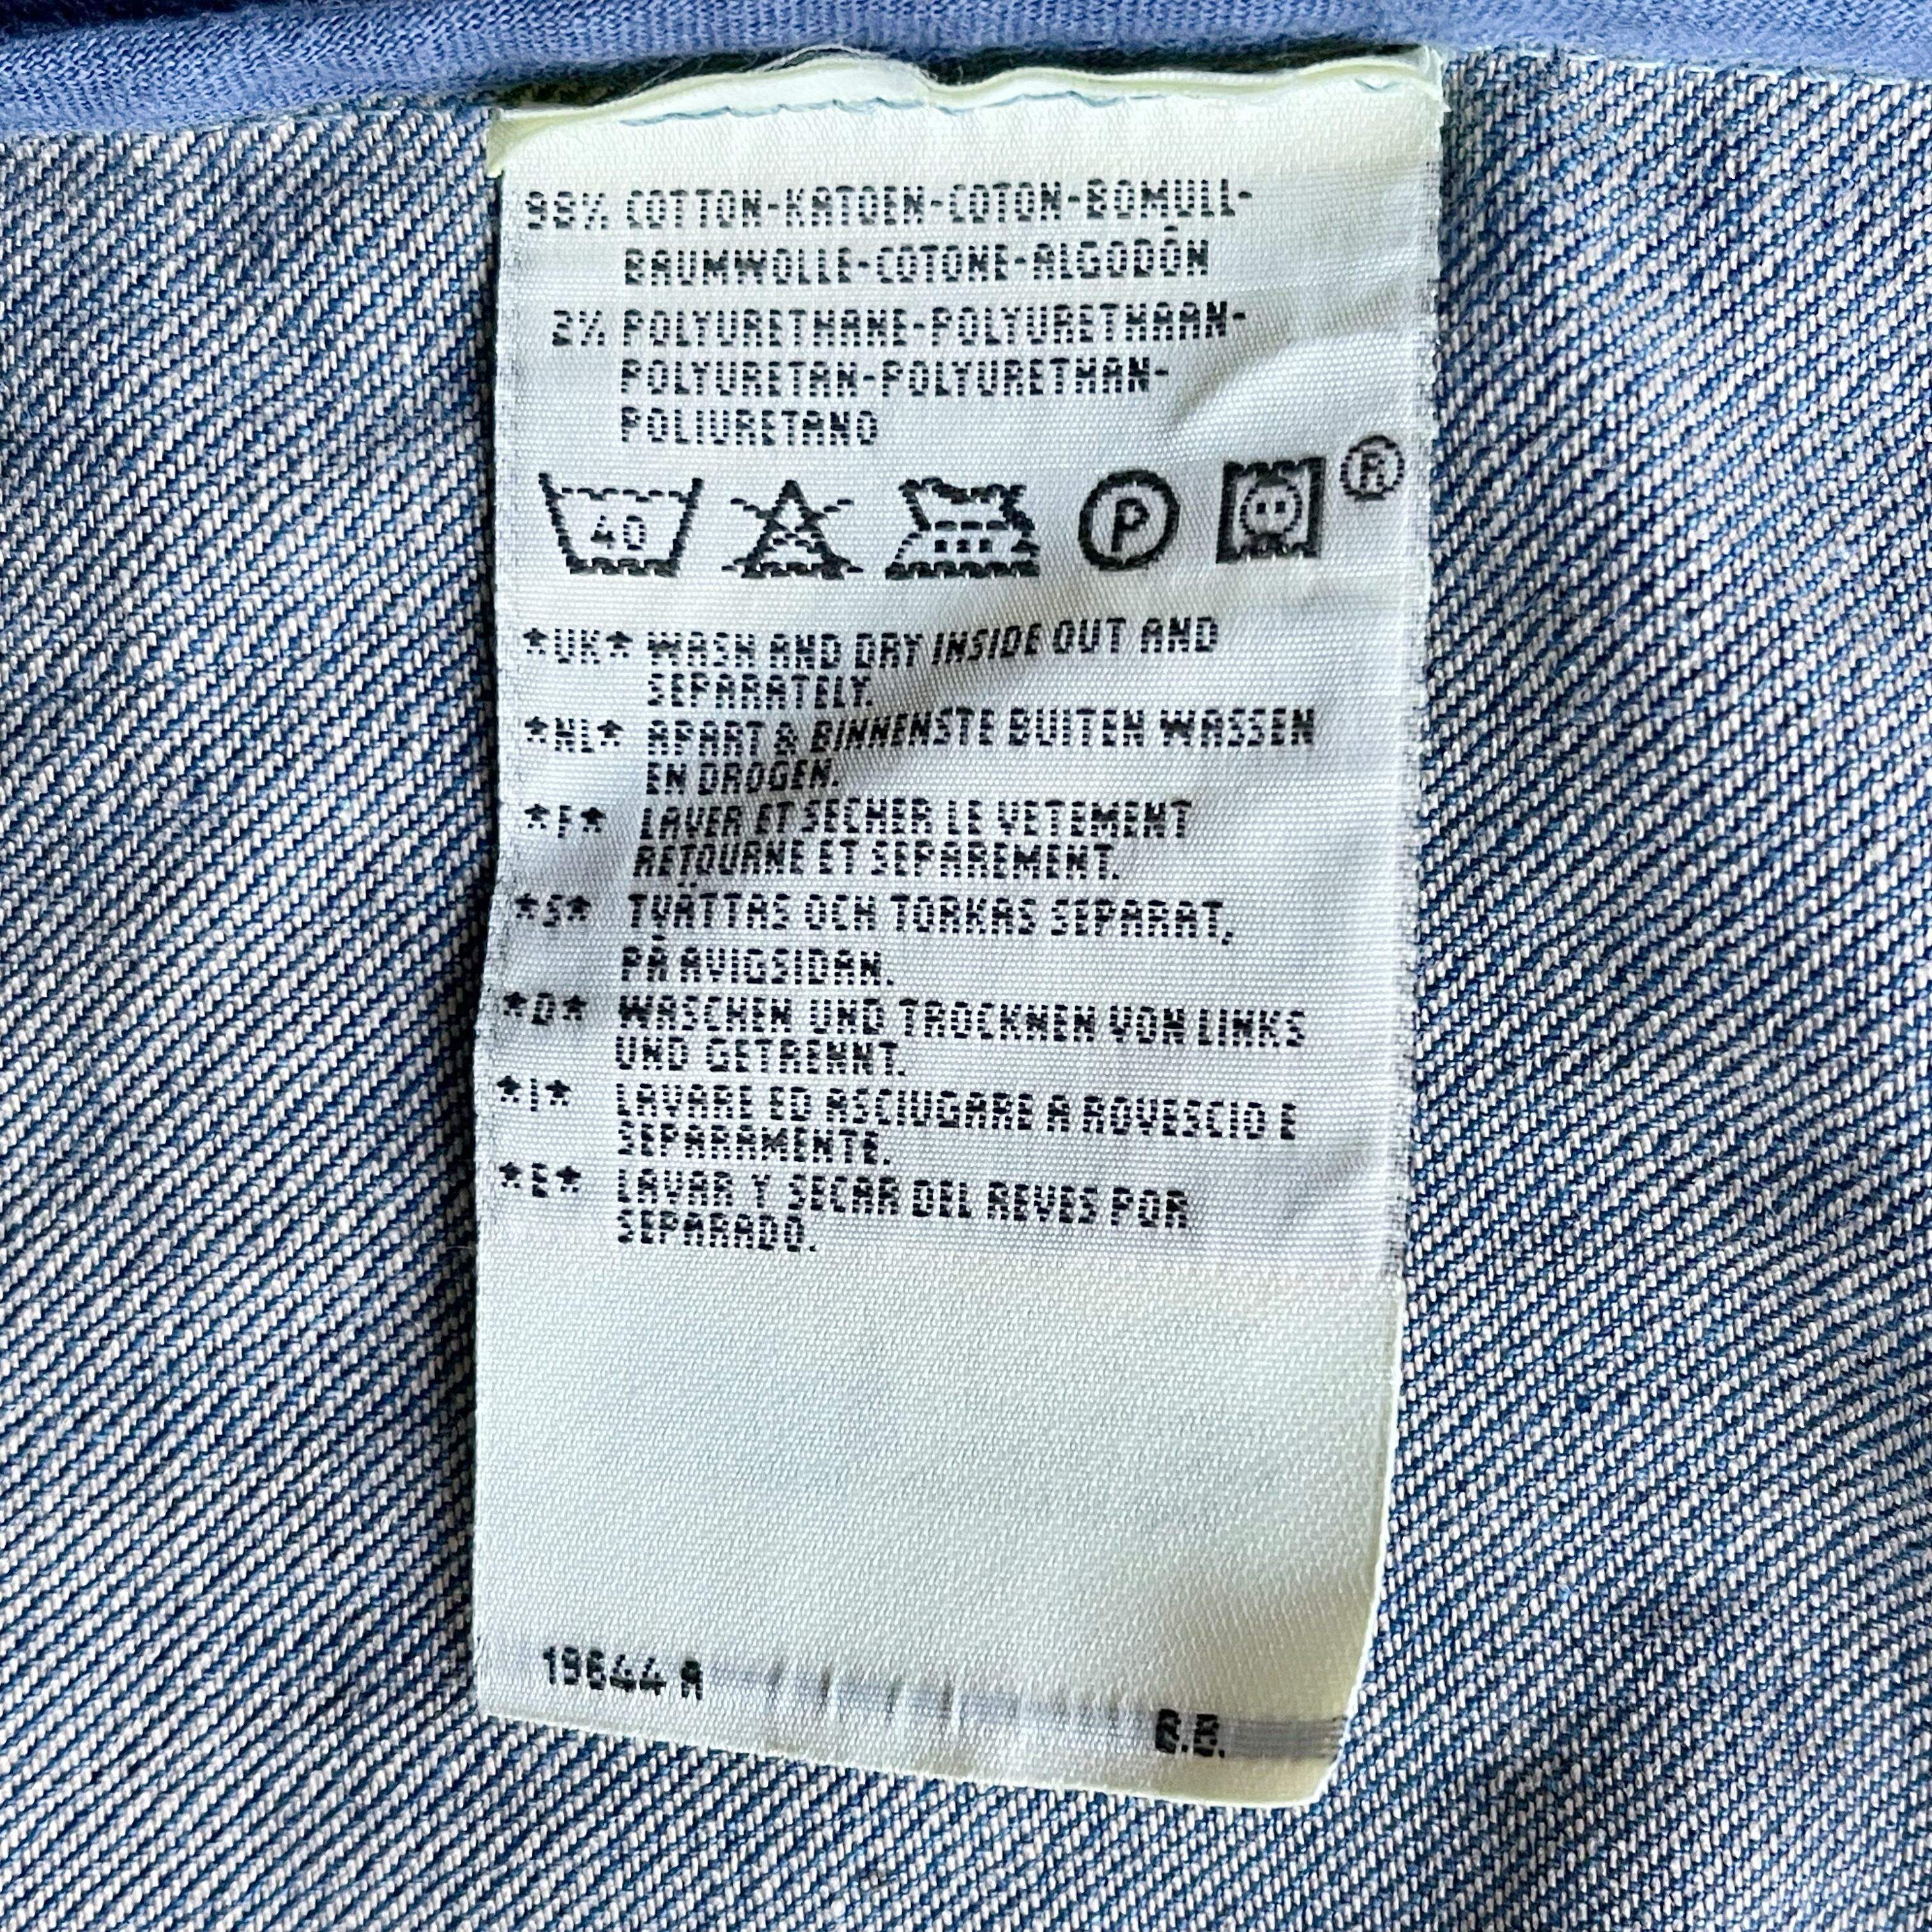 98% COTTON-KATOEN-COTON-BOMULL-
BAUMWOLLE-COTONE-ALGODÓN
2% POLYURETHANE-POLYURETHAAN-
POLYURETAN-POLYURETHAN-
POLIURETANO
40 P ®
*UK* WASH AND DRY INSIDE OUT AND
SEPARATELY.
*NL* APART & BINNENSTE BUITEN WASSEN
EN DROGEN.
*F* LAVER ET SECHER LE VETEMENT
RETOURNE ET SEPAREMENT.
*S* TVÄTTAS OCH TORKAS SEPARAT,
PÅ AVIGSIDAN.
*D* WASCHEN UND TROCKNEN VON LINKS
UND GETRENNT.
*I* LAVARE ED ASCIUGARE A ROVESCIO E
SEPARAMENTE.
*E* LAVAR Y SECAR DEL REVES POR
SEPARADO.
19644 A